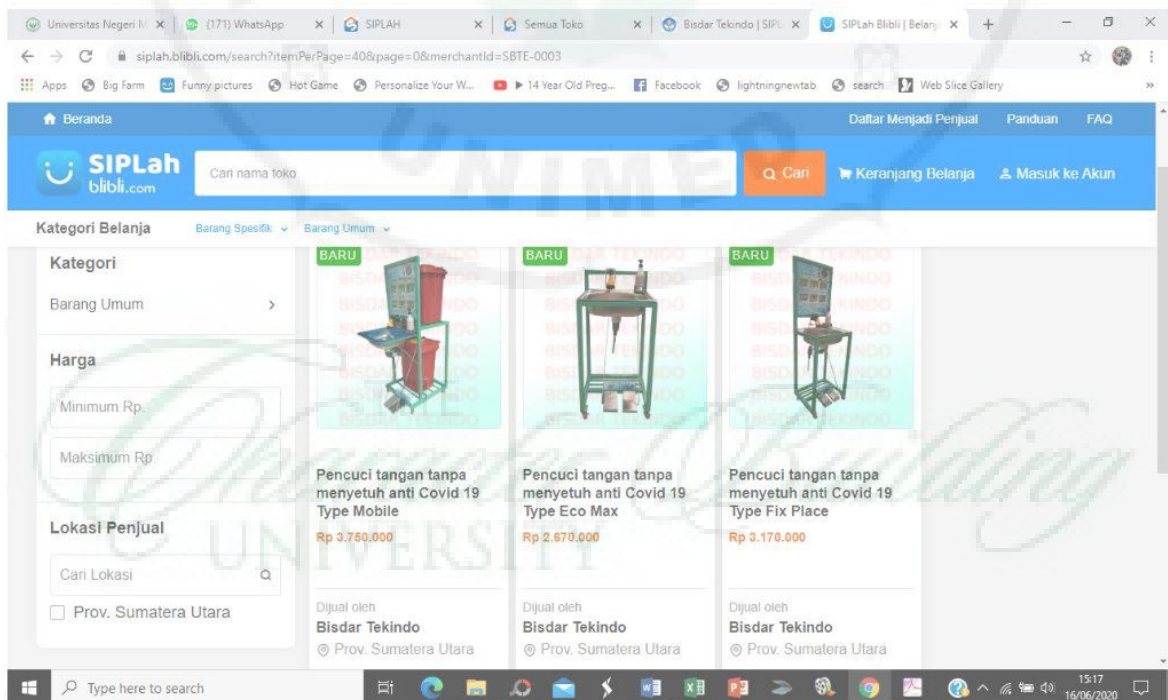 Universitas Negeri M
(171) WhatsApp
SIPLAH
Semua Toko
Bisdar Tekindo | SIPL
SIPLah Blibli | Belanj
siplah.blibli.com/search?itemPerPage=40&page=0&merchantId=SBTE-0003
Apps Big Farm Funny pictures Hot Game Personalize Your W... 14 Year Old Preg... Facebook lightningnewtab search Web Slice Gallery
Beranda Daftar Menjadi Penjual Panduan FAQ
SIPLah
blibli.com
Cari nama toko
Cari
Keranjang Belanja
Masuk ke Akun
UNIMED
Kategori Belanja Barang Spesifik Barang Umum
Kategori
Barang Umum
Harga
Minimum Rp.
Maksimum Rp.
Lokasi Penjual
Cari Lokasi
Prov. Sumatera Utara
BARU
Pencuci tangan tanpa
menyetuh anti Covid 19
Type Mobile
Rp 3.750.000
Dijual oleh
Bisdar Tekindo
Prov. Sumatera Utara
BARU
Pencuci tangan tanpa
menyetuh anti Covid 19
Type Eco Max
Rp 2.670.000
Dijual oleh
Bisdar Tekindo
Prov. Sumatera Utara
BARU
Pencuci tangan tanpa
menyetuh anti Covid 19
Type Fix Place
Rp 3.170.000
Dijual oleh
Bisdar Tekindo
Prov. Sumatera Utara
THE
Character Building
UNIVERSITY
Type here to search
15:17
16/06/2020